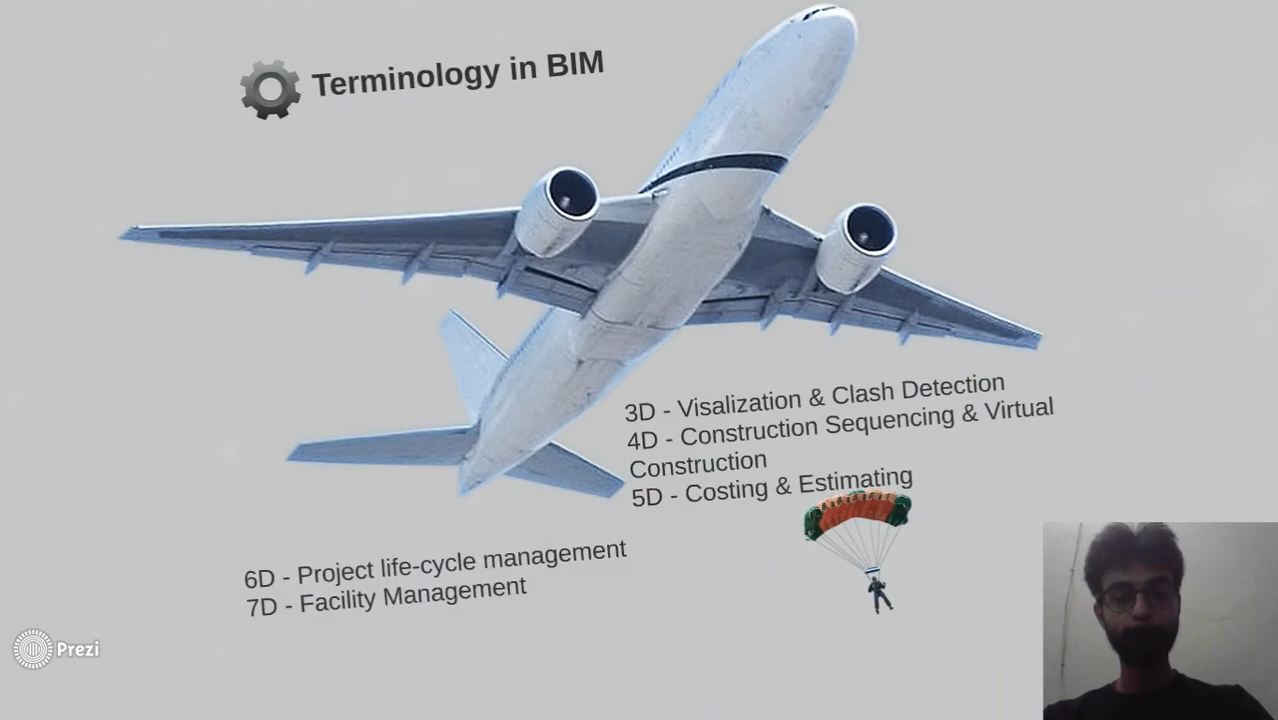 Terminology in BIM
3D - Visalization & Clash Detection
4D - Construction Sequencing & Virtual
Construction
5D - Costing & Estimating
6D - Project life-cycle management
7D - Facility Management
Prezi